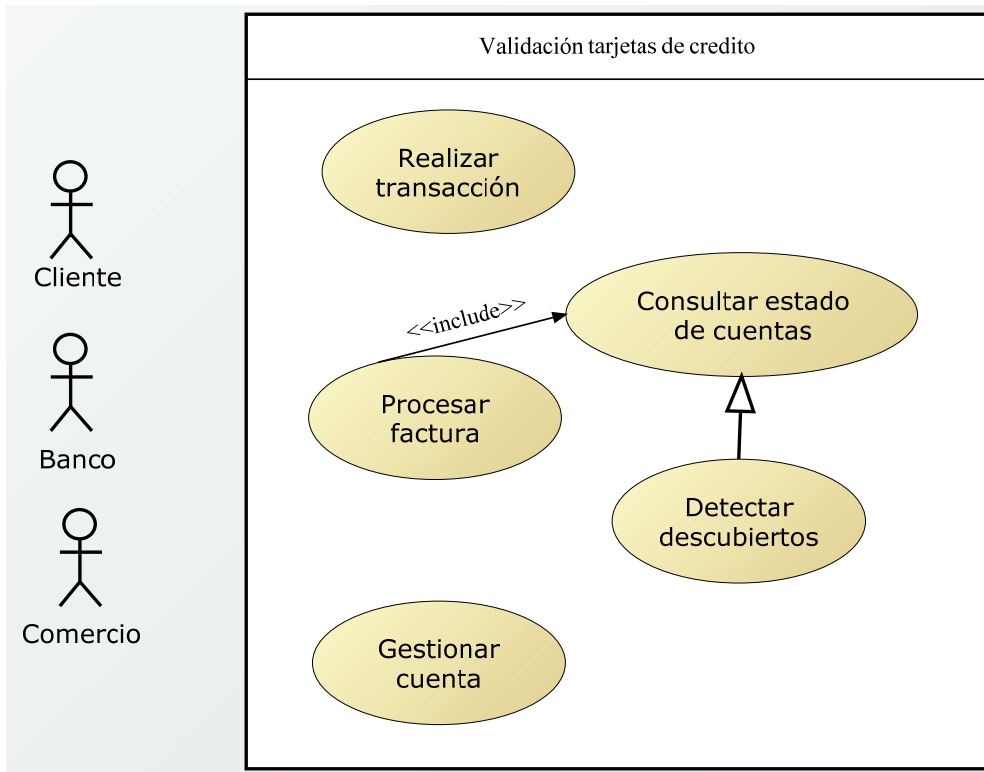 Validación tarjetas de credito
Realizar
transacción
Cliente
Consultar estado
de cuentas
<<include>>
Banco
Procesar
factura
Detectar
descubiertos
Comercio
Gestionar
cuenta